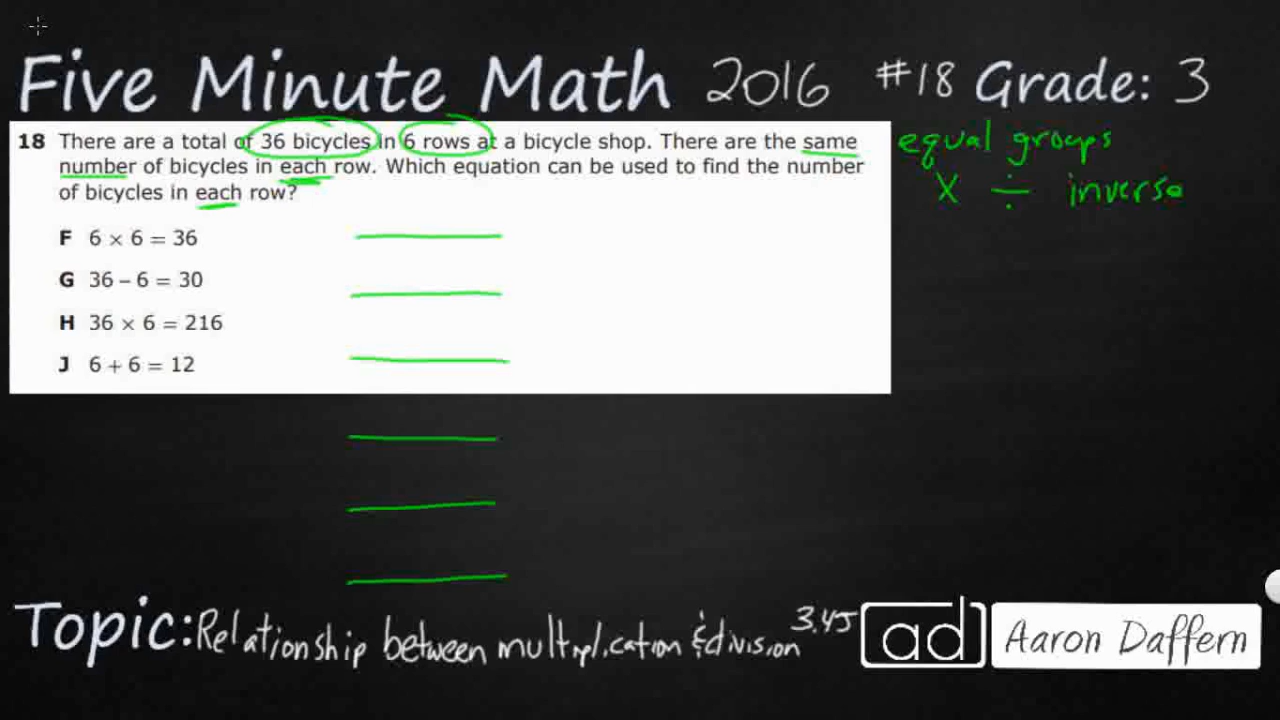 Five Minute Math 2016 #18 Grade: 3
18 There are a total of 36 bicycles in 6 rows at a bicycle shop. There are the same
number of bicycles in each row. Which equation can be used to find the number
of bicycles in each row?
equal groups
X ÷ inverse
F 6 × 6 = 36
G 36 – 6 = 30
H 36 × 6 = 216
J 6 + 6 = 12
Topic: Relationship between multiplication & division 3.4J
ad Aaron Daffern